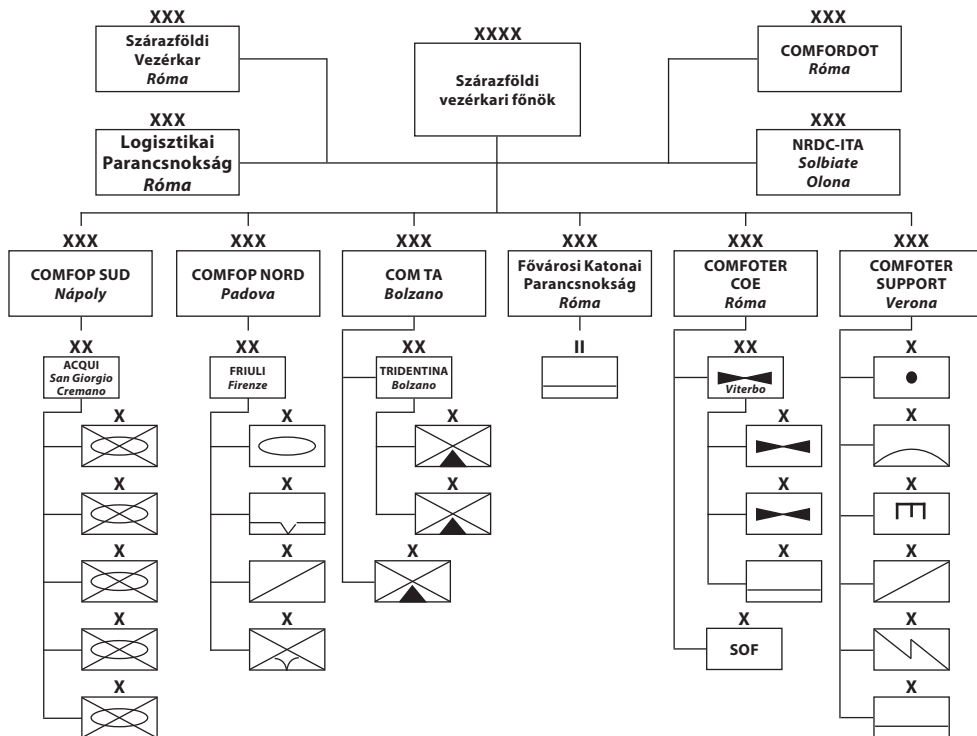 XXX
Szárazföldi
Vezérkar
Róma
XXXX
Szárazföldi
vezérkari főnök
XXX
COMFORDOT
Róma
XXX
Logisztikai
Parancsnokság
Róma
XXX
NRDC-ITA
Solbiate
Olona
XXX
COMFOP SUD
Nápoly
XXX
COMFOP NORD
Padova
XXX
COM TA
Bolzano
XXX
Fővárosi Katonai
Parancsnokság
Róma
XXX
COMFOTER
COE
Róma
XXX
COMFOTER
SUPPORT
Verona
XX
ACQUI
San Giorgio
Cremano
X
X
X
X
X
XX
FRIULI
Firenze
X
X
X
X
XX
TRIDENTINA
Bolzano
X
X
X
II
XX
Viterbo
X
X
X
X
SOF
X
X
X
X
X
X